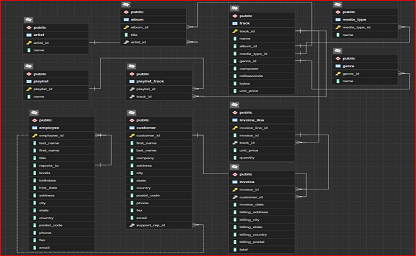 public
artist
artist_id
name
public
album
album_id
title
artist_id
public
track
track_id
name
album_id
media_type_id
genre_id
composer
milliseconds
bytes
unit_price
public
media_type
media_type_id
name
public
playlist
playlist_id
name
public
playlist_track
playlist_id
track_id
public
genre
genre_id
name
public
employee
employee_id
last_name
first_name
title
reports_to
levels
birthdate
hire_date
address
city
state
country
postal_code
phone
fax
email
public
customer
customer_id
first_name
last_name
company
address
city
state
country
postal_code
phone
fax
email
support_rep_id
public
invoice_line
invoice_line_id
invoice_id
track_id
unit_price
quantity
public
invoice
invoice_id
customer_id
invoice_date
billing_address
billing_city
billing_state
billing_country
billing_postal
total